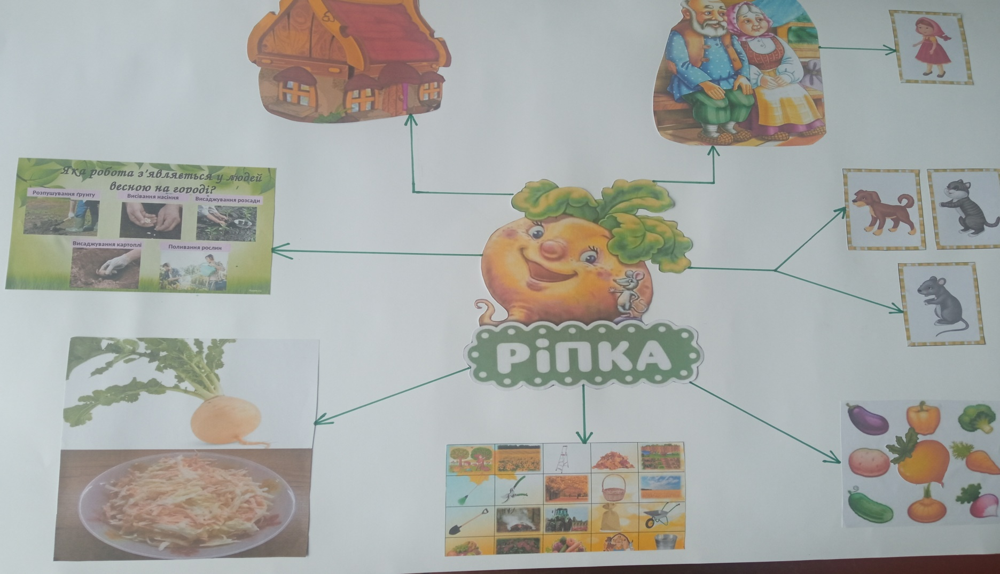 Яка робота з'являється у людей
весною на городі?
Розпушування ґрунту
Висівання насіння
Висаджування розсади
Висаджування картоплі
Поливання рослин
РіПКА